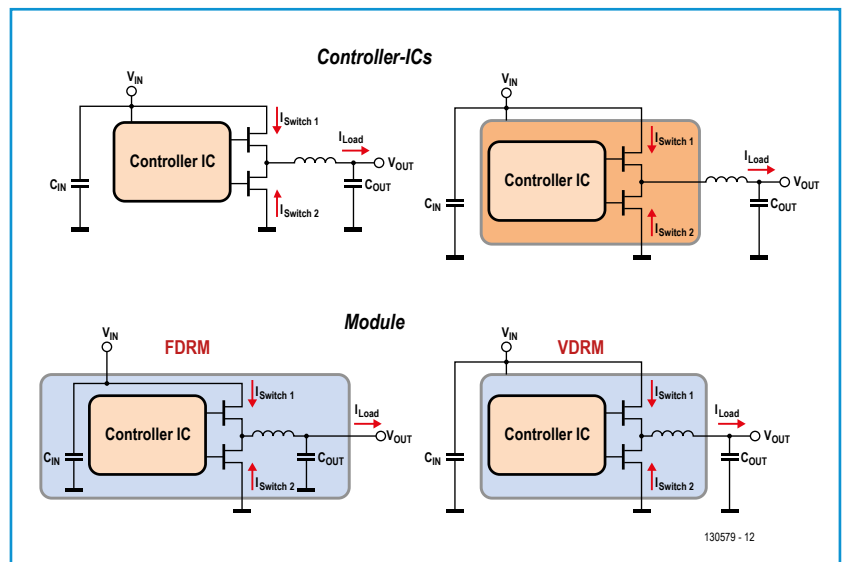 Controller-ICs
VIN
ISwitch 1
Controller IC
ILoad
VOUT
CIN
COUT
ISwitch 2
VIN
ISwitch 1
Controller IC
ILoad
VOUT
CIN
COUT
ISwitch 2
Module
VIN
FDRM
ISwitch 1
Controller IC
ILoad
VOUT
CIN
COUT
ISwitch 2
VIN
VDRM
ISwitch 1
Controller IC
ILoad
VOUT
CIN
COUT
ISwitch 2
130579 - 12